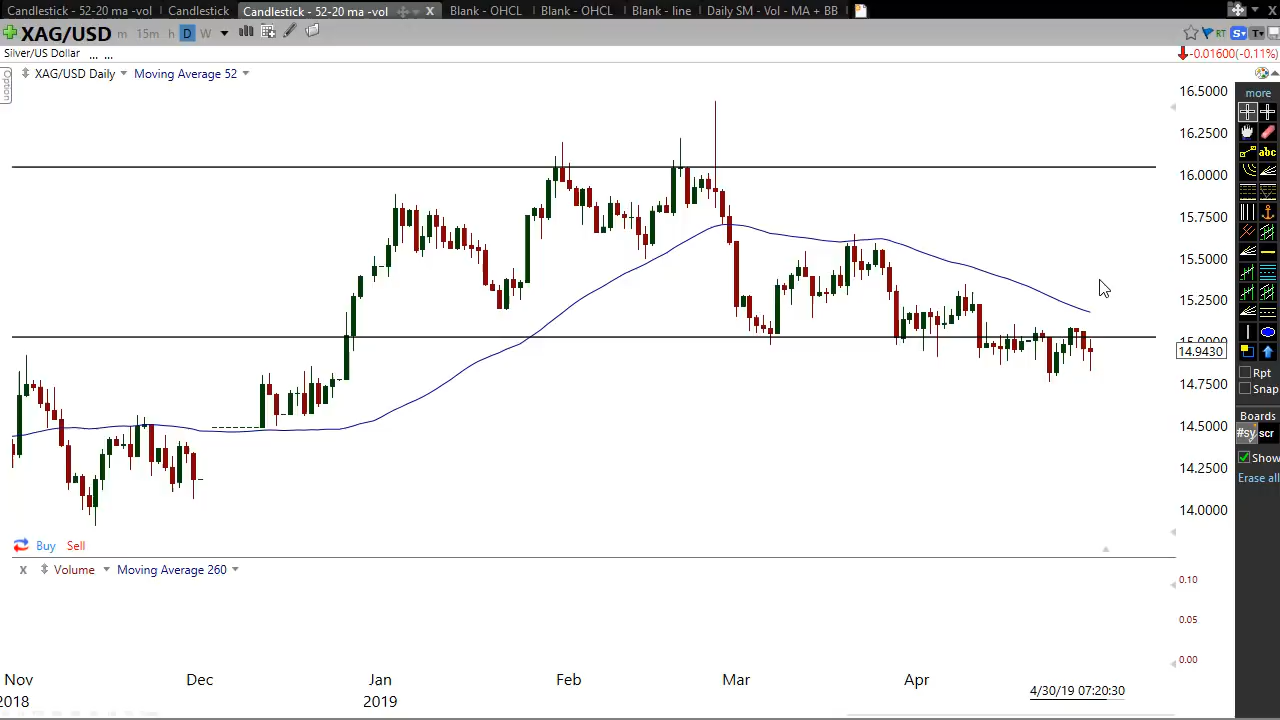 Candlestick - 52-20 ma -vol Candlestick Candlestick - 52-20 ma -vol X Blank - OHCL Blank - OHCL Blank - line Daily SM - Vol - MA + BB
XAG/USD m 15m h D W RT S T
Silver/US Dollar ... ... -0.01600(-0.11%)
Option
XAG/USD Daily Moving Average 52
more
abc
16.5000
16.2500
16.0000
15.7500
15.5000
15.2500
15.0000
14.9430
14.7500
14.5000
14.2500
14.0000
Rpt
Snap
Boards
#sy scr
Show
Erase all
Buy Sell
x Volume Moving Average 260
0.10
0.05
0.00
Nov Dec Jan Feb Mar Apr
2018 2019 4/30/19 07:20:30